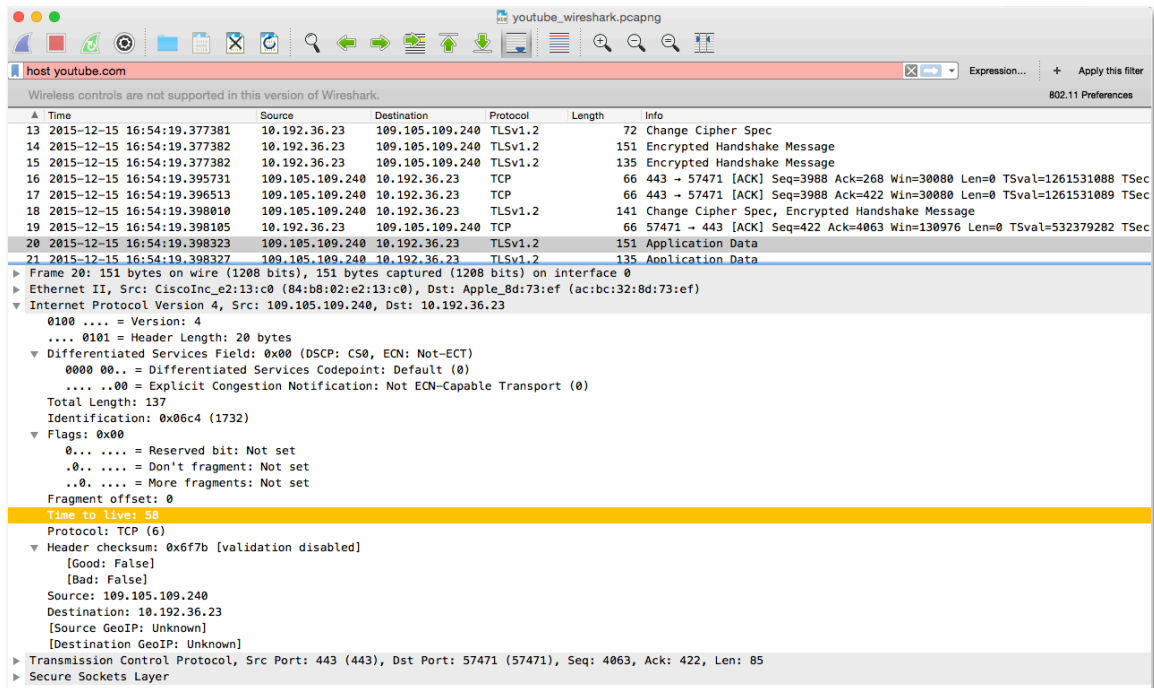 youtube_wireshark.pcapng
host youtube.com Expression... + Apply this filter
Wireless controls are not supported in this version of Wireshark. 802.11 Preferences
Time Source Destination Protocol Length Info
13 2015-12-15 16:54:19.377381 10.192.36.23 109.105.109.240 TLSv1.2 72 Change Cipher Spec
14 2015-12-15 16:54:19.377382 10.192.36.23 109.105.109.240 TLSv1.2 151 Encrypted Handshake Message
15 2015-12-15 16:54:19.377382 10.192.36.23 109.105.109.240 TLSv1.2 135 Encrypted Handshake Message
16 2015-12-15 16:54:19.395731 109.105.109.240 10.192.36.23 TCP 66 443 → 57471 [ACK] Seq=3988 Ack=268 Win=30080 Len=0 TSval=1261531088 TSec
17 2015-12-15 16:54:19.396513 109.105.109.240 10.192.36.23 TCP 66 443 → 57471 [ACK] Seq=3988 Ack=422 Win=30080 Len=0 TSval=1261531089 TSec
18 2015-12-15 16:54:19.398010 109.105.109.240 10.192.36.23 TLSv1.2 141 Change Cipher Spec, Encrypted Handshake Message
19 2015-12-15 16:54:19.398105 10.192.36.23 109.105.109.240 TCP 66 57471 → 443 [ACK] Seq=422 Ack=4063 Win=130976 Len=0 TSval=532379282 TSec
20 2015-12-15 16:54:19.398323 109.105.109.240 10.192.36.23 TLSv1.2 151 Application Data
21 2015-12-15 16:54:19.398327 109.105.109.240 10.192.36.23 TLSv1.2 135 Application Data
Frame 20: 151 bytes on wire (1208 bits), 151 bytes captured (1208 bits) on interface 0
Ethernet II, Src: CiscoInc_e2:13:c0 (84:b8:02:e2:13:c0), Dst: Apple_8d:73:ef (ac:bc:32:8d:73:ef)
Internet Protocol Version 4, Src: 109.105.109.240, Dst: 10.192.36.23
0100 .... = Version: 4
.... 0101 = Header Length: 20 bytes
Differentiated Services Field: 0x00 (DSCP: CS0, ECN: Not-ECT)
0000 00.. = Differentiated Services Codepoint: Default (0)
.... ..00 = Explicit Congestion Notification: Not ECN-Capable Transport (0)
Total Length: 137
Identification: 0x06c4 (1732)
Flags: 0x00
0... .... = Reserved bit: Not set
.0.. .... = Don't fragment: Not set
..0. .... = More fragments: Not set
Fragment offset: 0
Time to live: 58
Protocol: TCP (6)
Header checksum: 0x6f7b [validation disabled]
[Good: False]
[Bad: False]
Source: 109.105.109.240
Destination: 10.192.36.23
[Source GeoIP: Unknown]
[Destination GeoIP: Unknown]
Transmission Control Protocol, Src Port: 443 (443), Dst Port: 57471 (57471), Seq: 4063, Ack: 422, Len: 85
Secure Sockets Layer